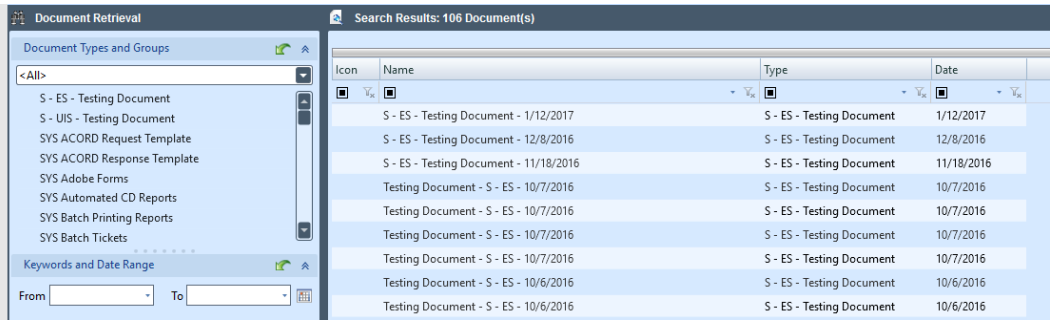 Document Retrieval
Document Types and Groups
<All>
S - ES - Testing Document
S - UIS - Testing Document
SYS ACORD Request Template
SYS ACORD Response Template
SYS Adobe Forms
SYS Automated CD Reports
SYS Batch Printing Reports
SYS Batch Tickets
Keywords and Date Range
From To
Search Results: 106 Document(s)
Icon Name Type Date
S - ES - Testing Document - 1/12/2017 S - ES - Testing Document 1/12/2017
S - ES - Testing Document - 12/8/2016 S - ES - Testing Document 12/8/2016
S - ES - Testing Document - 11/18/2016 S - ES - Testing Document 11/18/2016
Testing Document - S - ES - 10/7/2016 S - ES - Testing Document 10/7/2016
Testing Document - S - ES - 10/7/2016 S - ES - Testing Document 10/7/2016
Testing Document - S - ES - 10/7/2016 S - ES - Testing Document 10/7/2016
Testing Document - S - ES - 10/7/2016 S - ES - Testing Document 10/7/2016
Testing Document - S - ES - 10/6/2016 S - ES - Testing Document 10/6/2016
Testing Document - S - ES - 10/6/2016 S - ES - Testing Document 10/6/2016